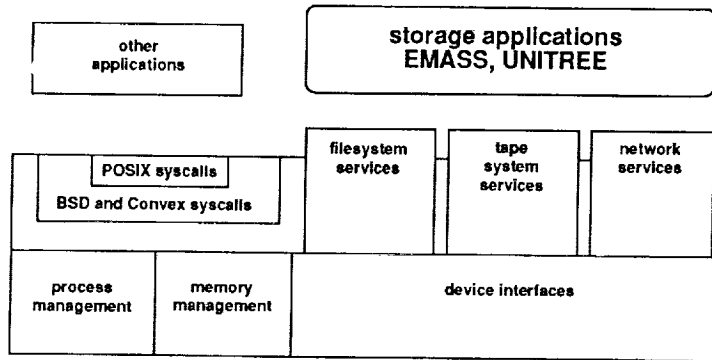 other
applications
storage applications
EMASS, UNITREE
filesystem
services
tape
system
services
network
services
POSIX syscalls
BSD and Convex syscalls
process
management
memory
management
device interfaces